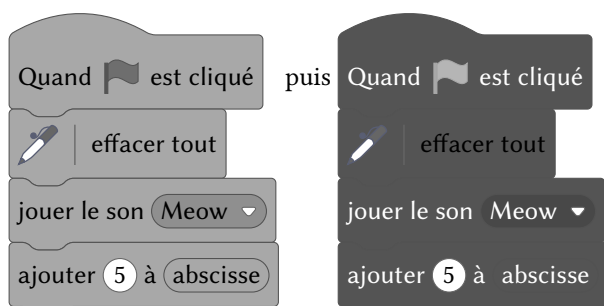 Quand est cliqué puis Quand est cliqué
effacer tout effacer tout
jouer le son Meow jouer le son Meow
ajouter 5 à abscisse ajouter 5 à abscisse